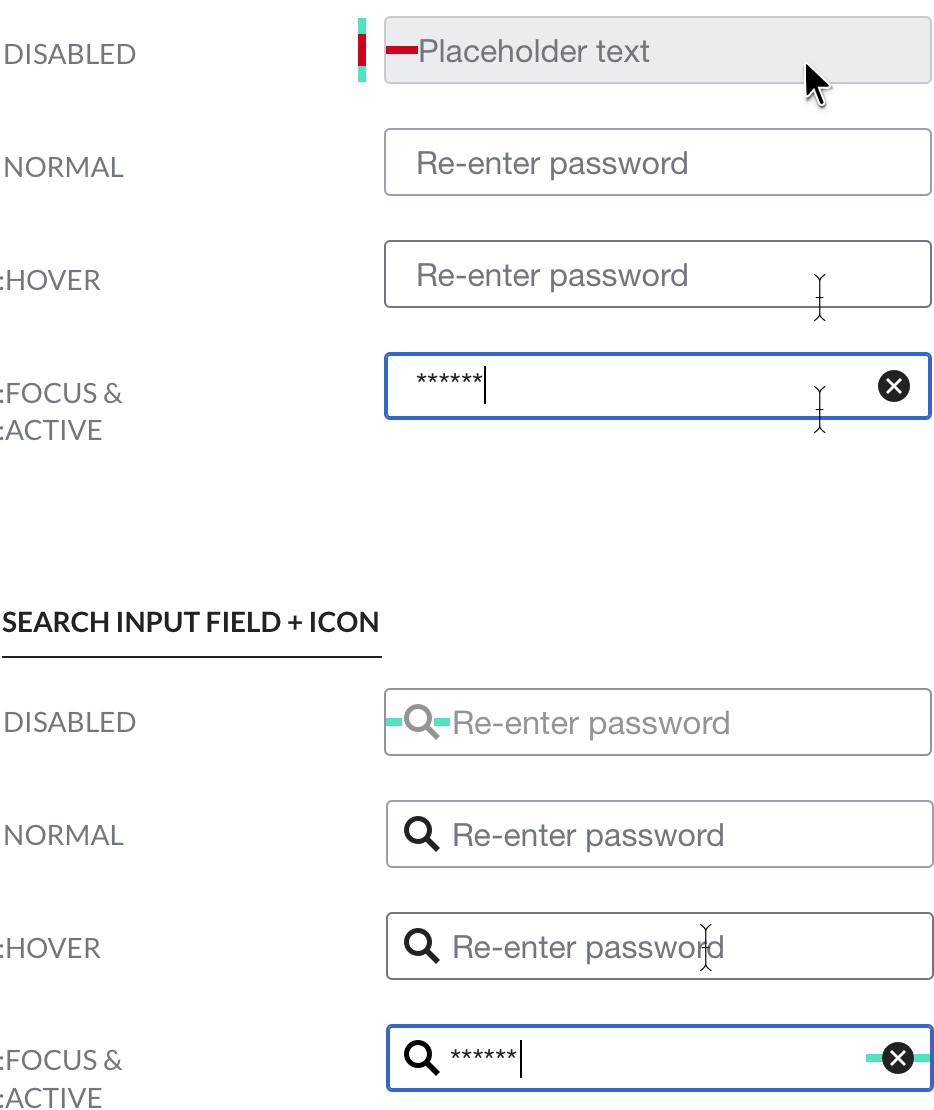 DISABLED
Placeholder text
NORMAL
Re-enter password
:HOVER
Re-enter password
:FOCUS &
:ACTIVE
******
SEARCH INPUT FIELD + ICON
DISABLED
Re-enter password
NORMAL
Re-enter password
:HOVER
Re-enter password
:FOCUS &
:ACTIVE
******